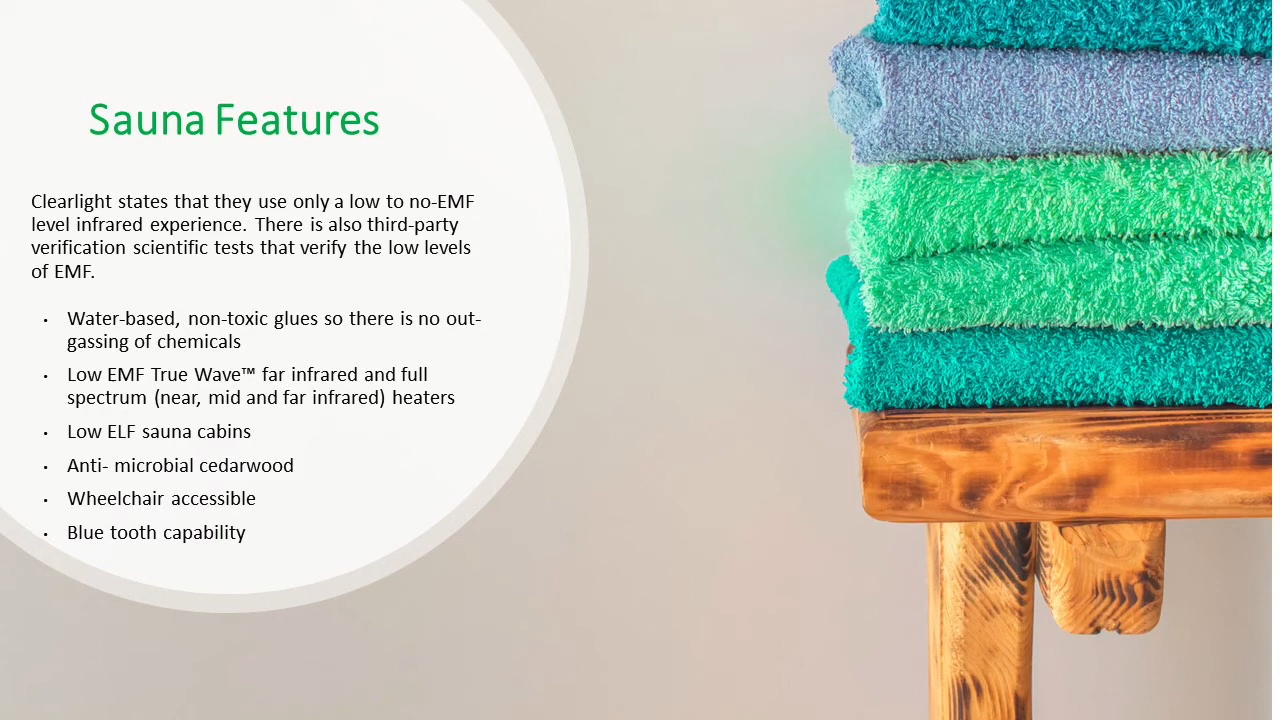 Sauna Features
Clearlight states that they use only a low to no-EMF
level infrared experience. There is also third-party
verification scientific tests that verify the low levels
of EMF.
• Water-based, non-toxic glues so there is no out-
gassing of chemicals
• Low EMF True Wave™ far infrared and full
spectrum (near, mid and far infrared) heaters
• Low ELF sauna cabins
• Anti- microbial cedarwood
• Wheelchair accessible
• Blue tooth capability